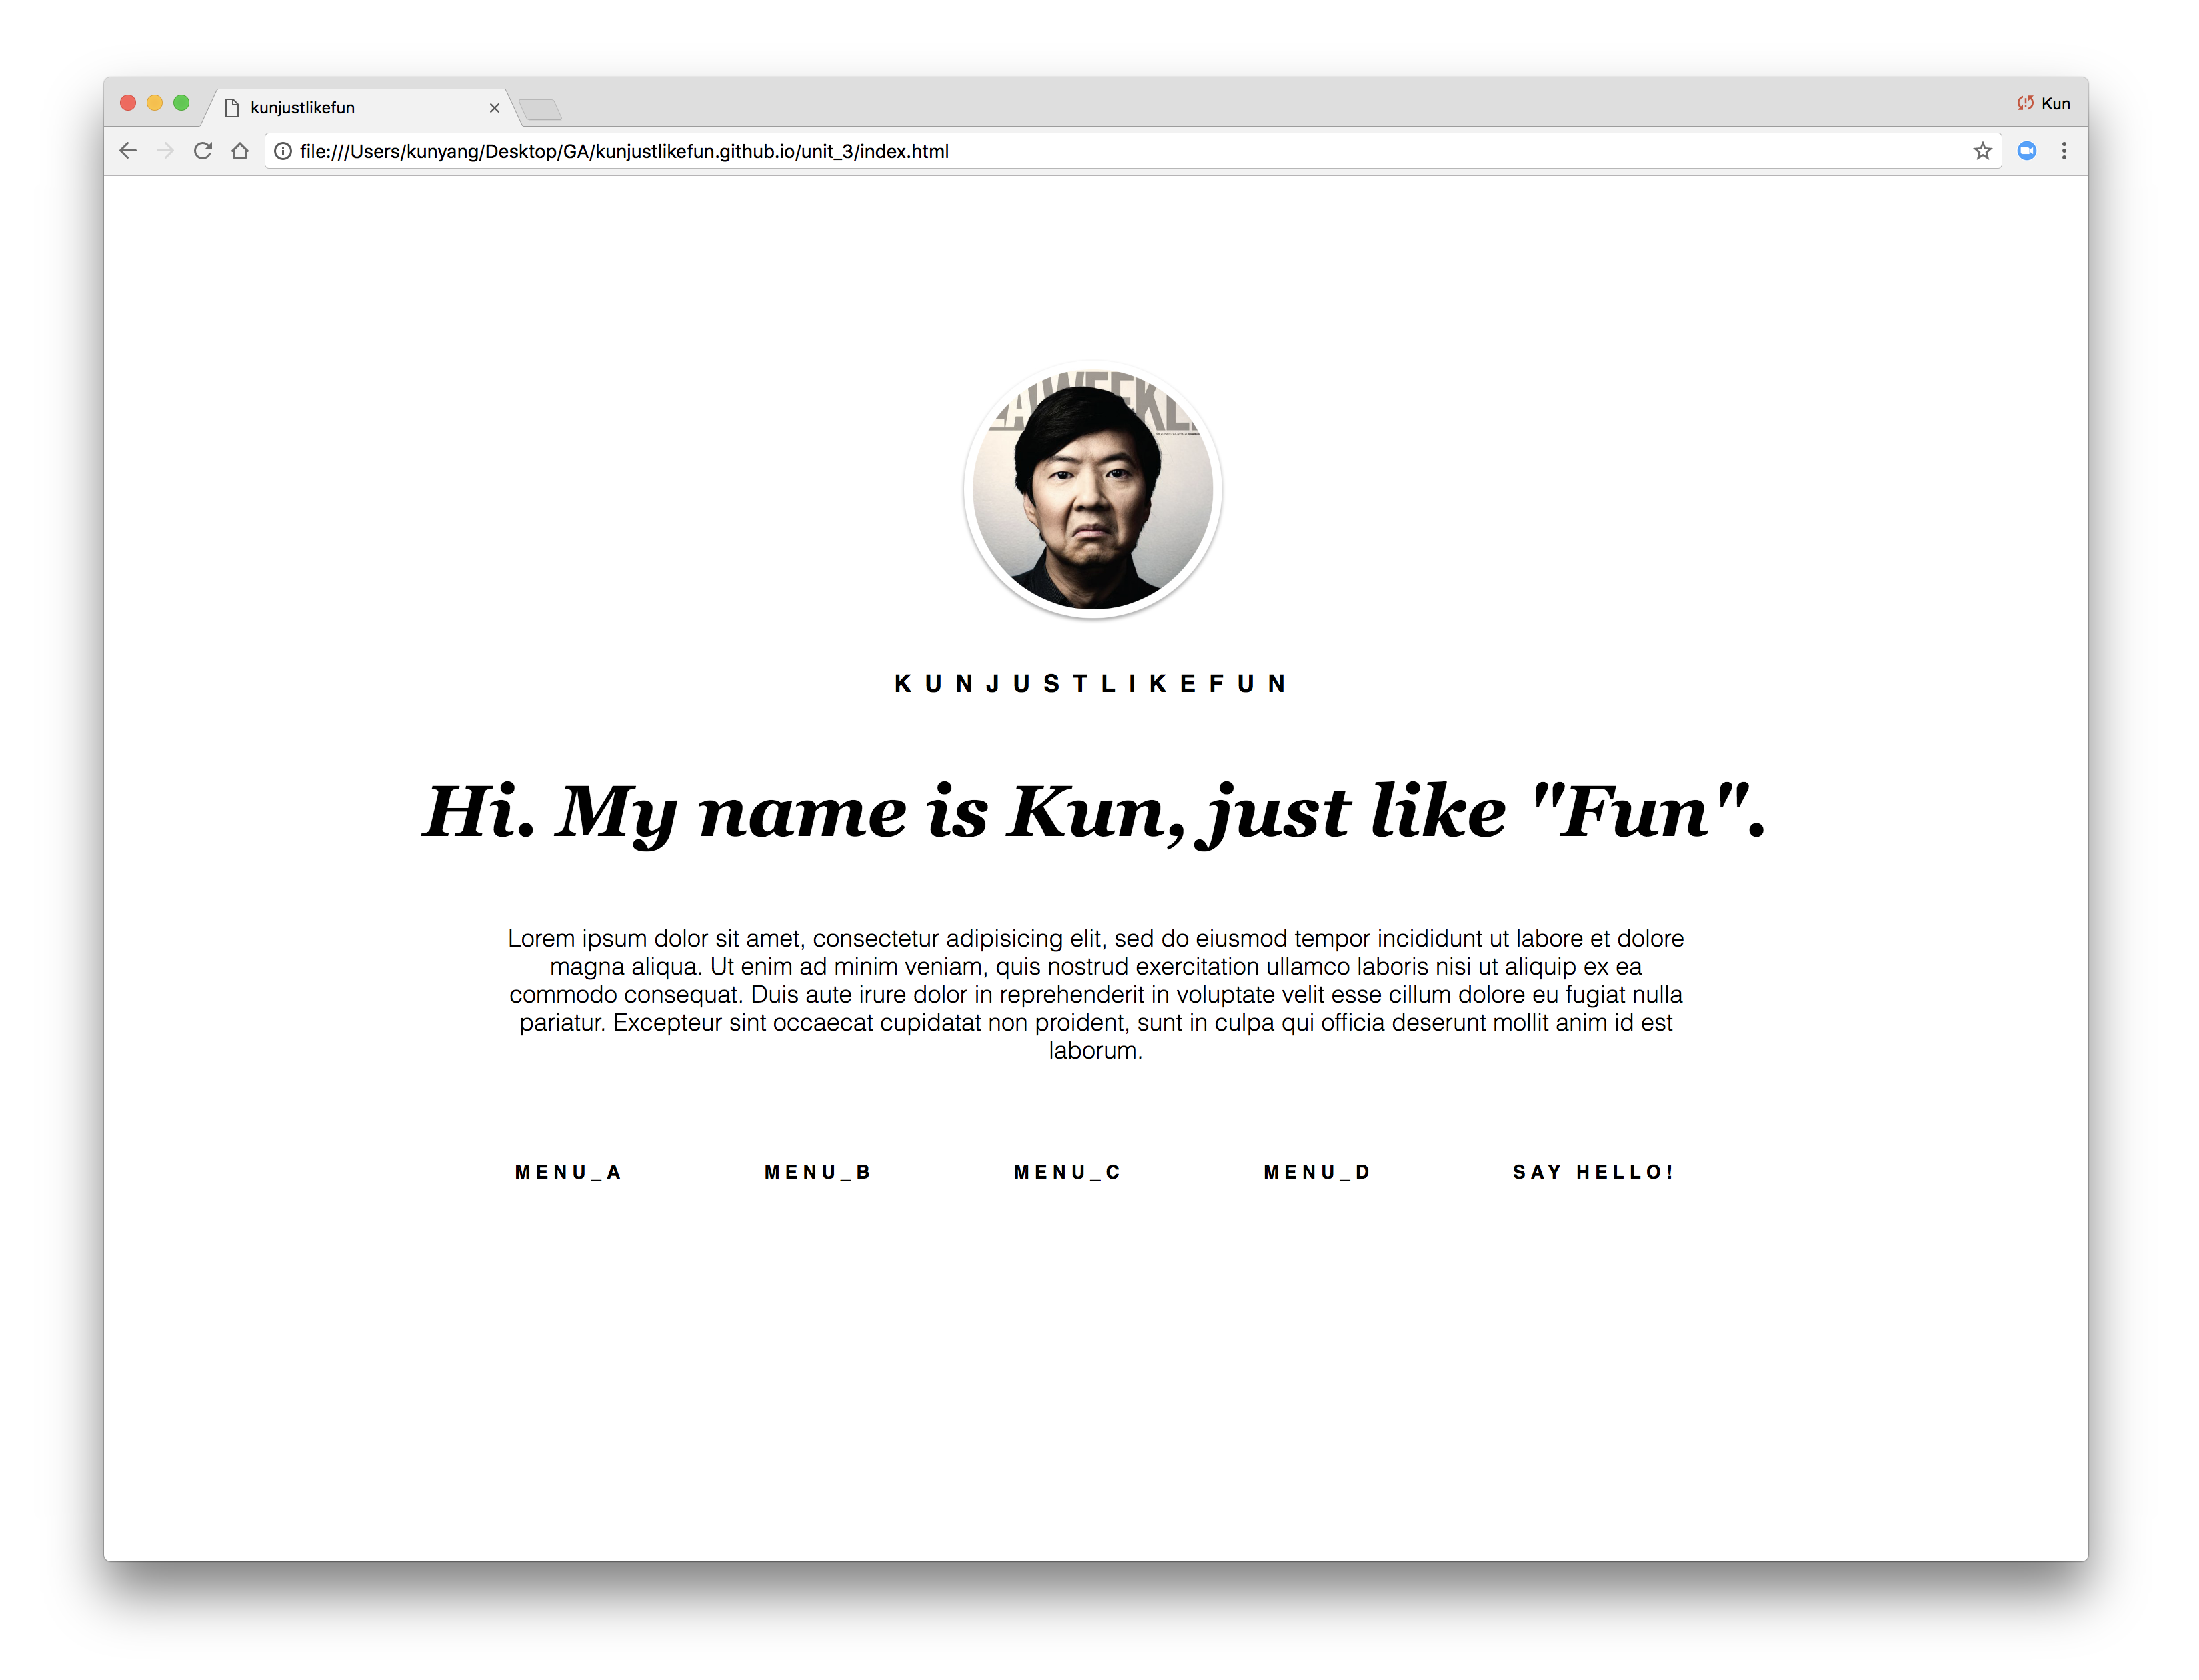 kunjustlikefun
Kun
file:///Users/kunyang/Desktop/GA/kunjustlikefun.github.io/unit_3/index.html
KUNJUSTLIKEFUN
Hi. My name is Kun, just like "Fun".
Lorem ipsum dolor sit amet, consectetur adipisicing elit, sed do eiusmod tempor incididunt ut labore et dolore
magna aliqua. Ut enim ad minim veniam, quis nostrud exercitation ullamco laboris nisi ut aliquip ex ea
commodo consequat. Duis aute irure dolor in reprehenderit in voluptate velit esse cillum dolore eu fugiat nulla
pariatur. Excepteur sint occaecat cupidatat non proident, sunt in culpa qui officia deserunt mollit anim id est
laborum.
MENU_A MENU_B MENU_C MENU_D SAY HELLO!